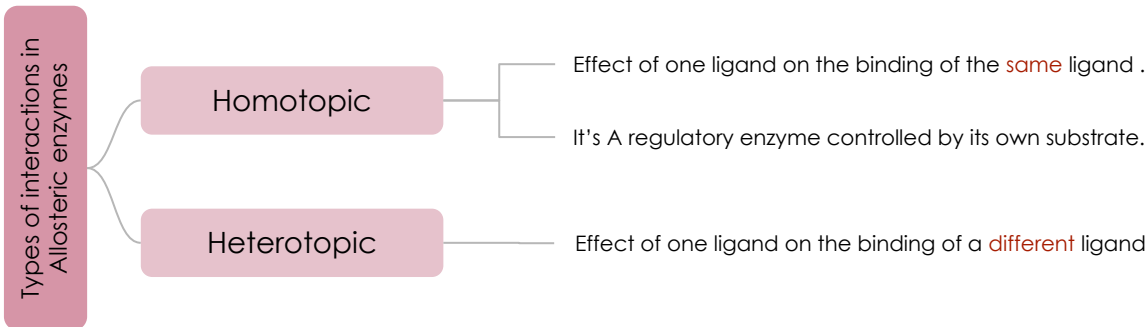 Types of interactions in
Allosteric enzymes
Homotopic
Effect of one ligand on the binding of the same ligand .
It’s A regulatory enzyme controlled by its own substrate.
Heterotopic
Effect of one ligand on the binding of a different ligand